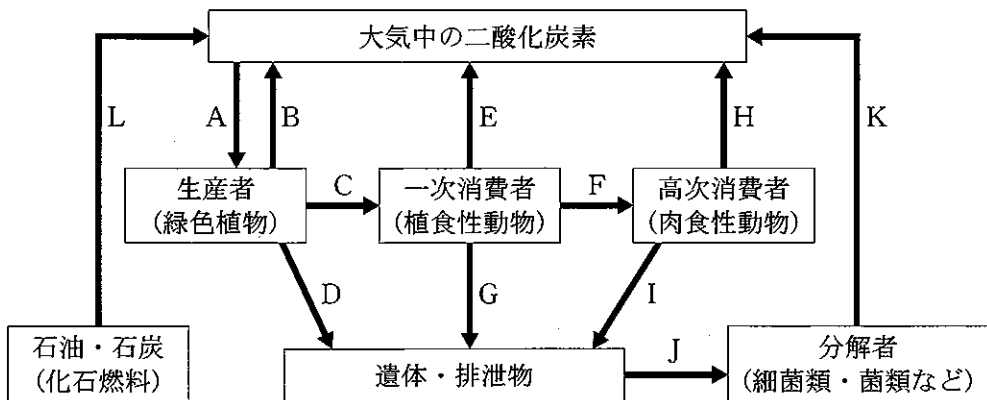 大気中の二酸化炭素
L
A
B
E
H
K
生産者
(緑色植物)
C
一次消費者
(植食性動物)
F
高次消費者
(肉食性動物)
D
G
I
石油・石炭
(化石燃料)
遺体・排泄物
J
分解者
(細菌類・菌類など)